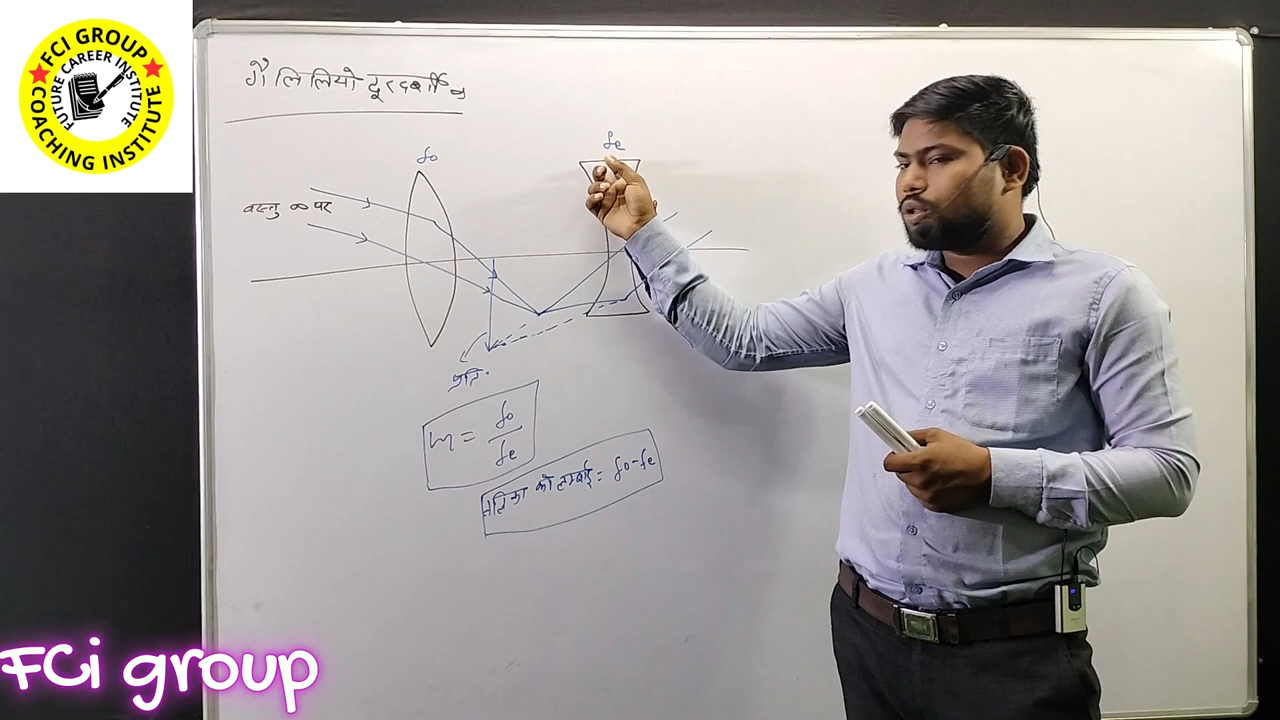 FCI GROUP
FUTURE CAREER INSTITUTE
COACHING INSTITUTE
गैलिलियो दूरदर्शी
fo
fe
वस्तु ∞ पर
प्रति.
m = fo/fe
की लम्बाई = fo-fe
FCi group